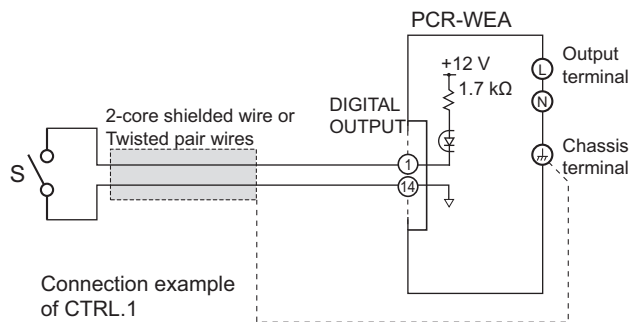 PCR-WEA
+12 V
1.7 kΩ
L
Output
terminal
N
2-core shielded wire or
Twisted pair wires
DIGITAL
OUTPUT
Chassis
terminal
1
S
14
Connection example
of CTRL.1